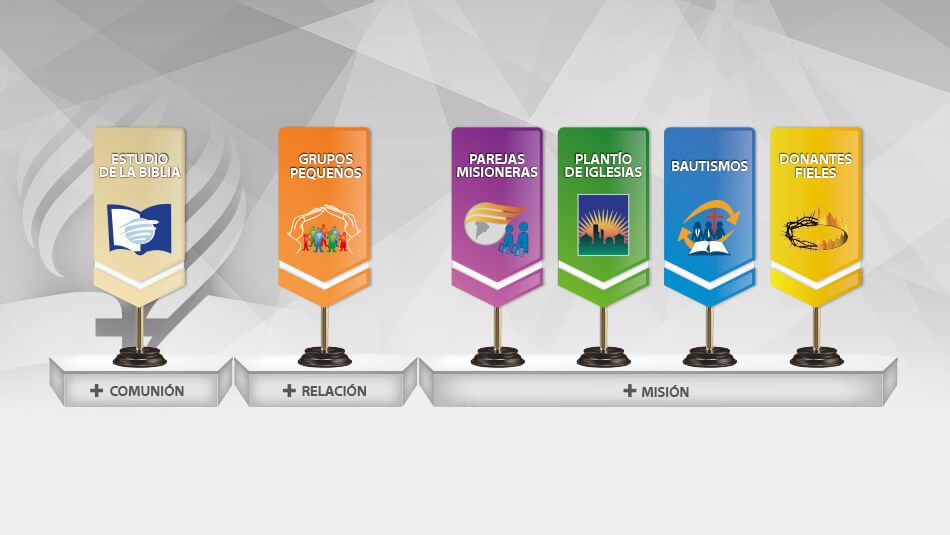 ESTUDIO
DE LA BIBLIA
GRUPOS
PEQUEÑOS
PAREJAS
MISIONERAS
PLANTÍO
DE IGLESIAS
BAUTISMOS
DONANTES
FIELES
+ COMUNIÓN
+ RELACIÓN
+ MISIÓN